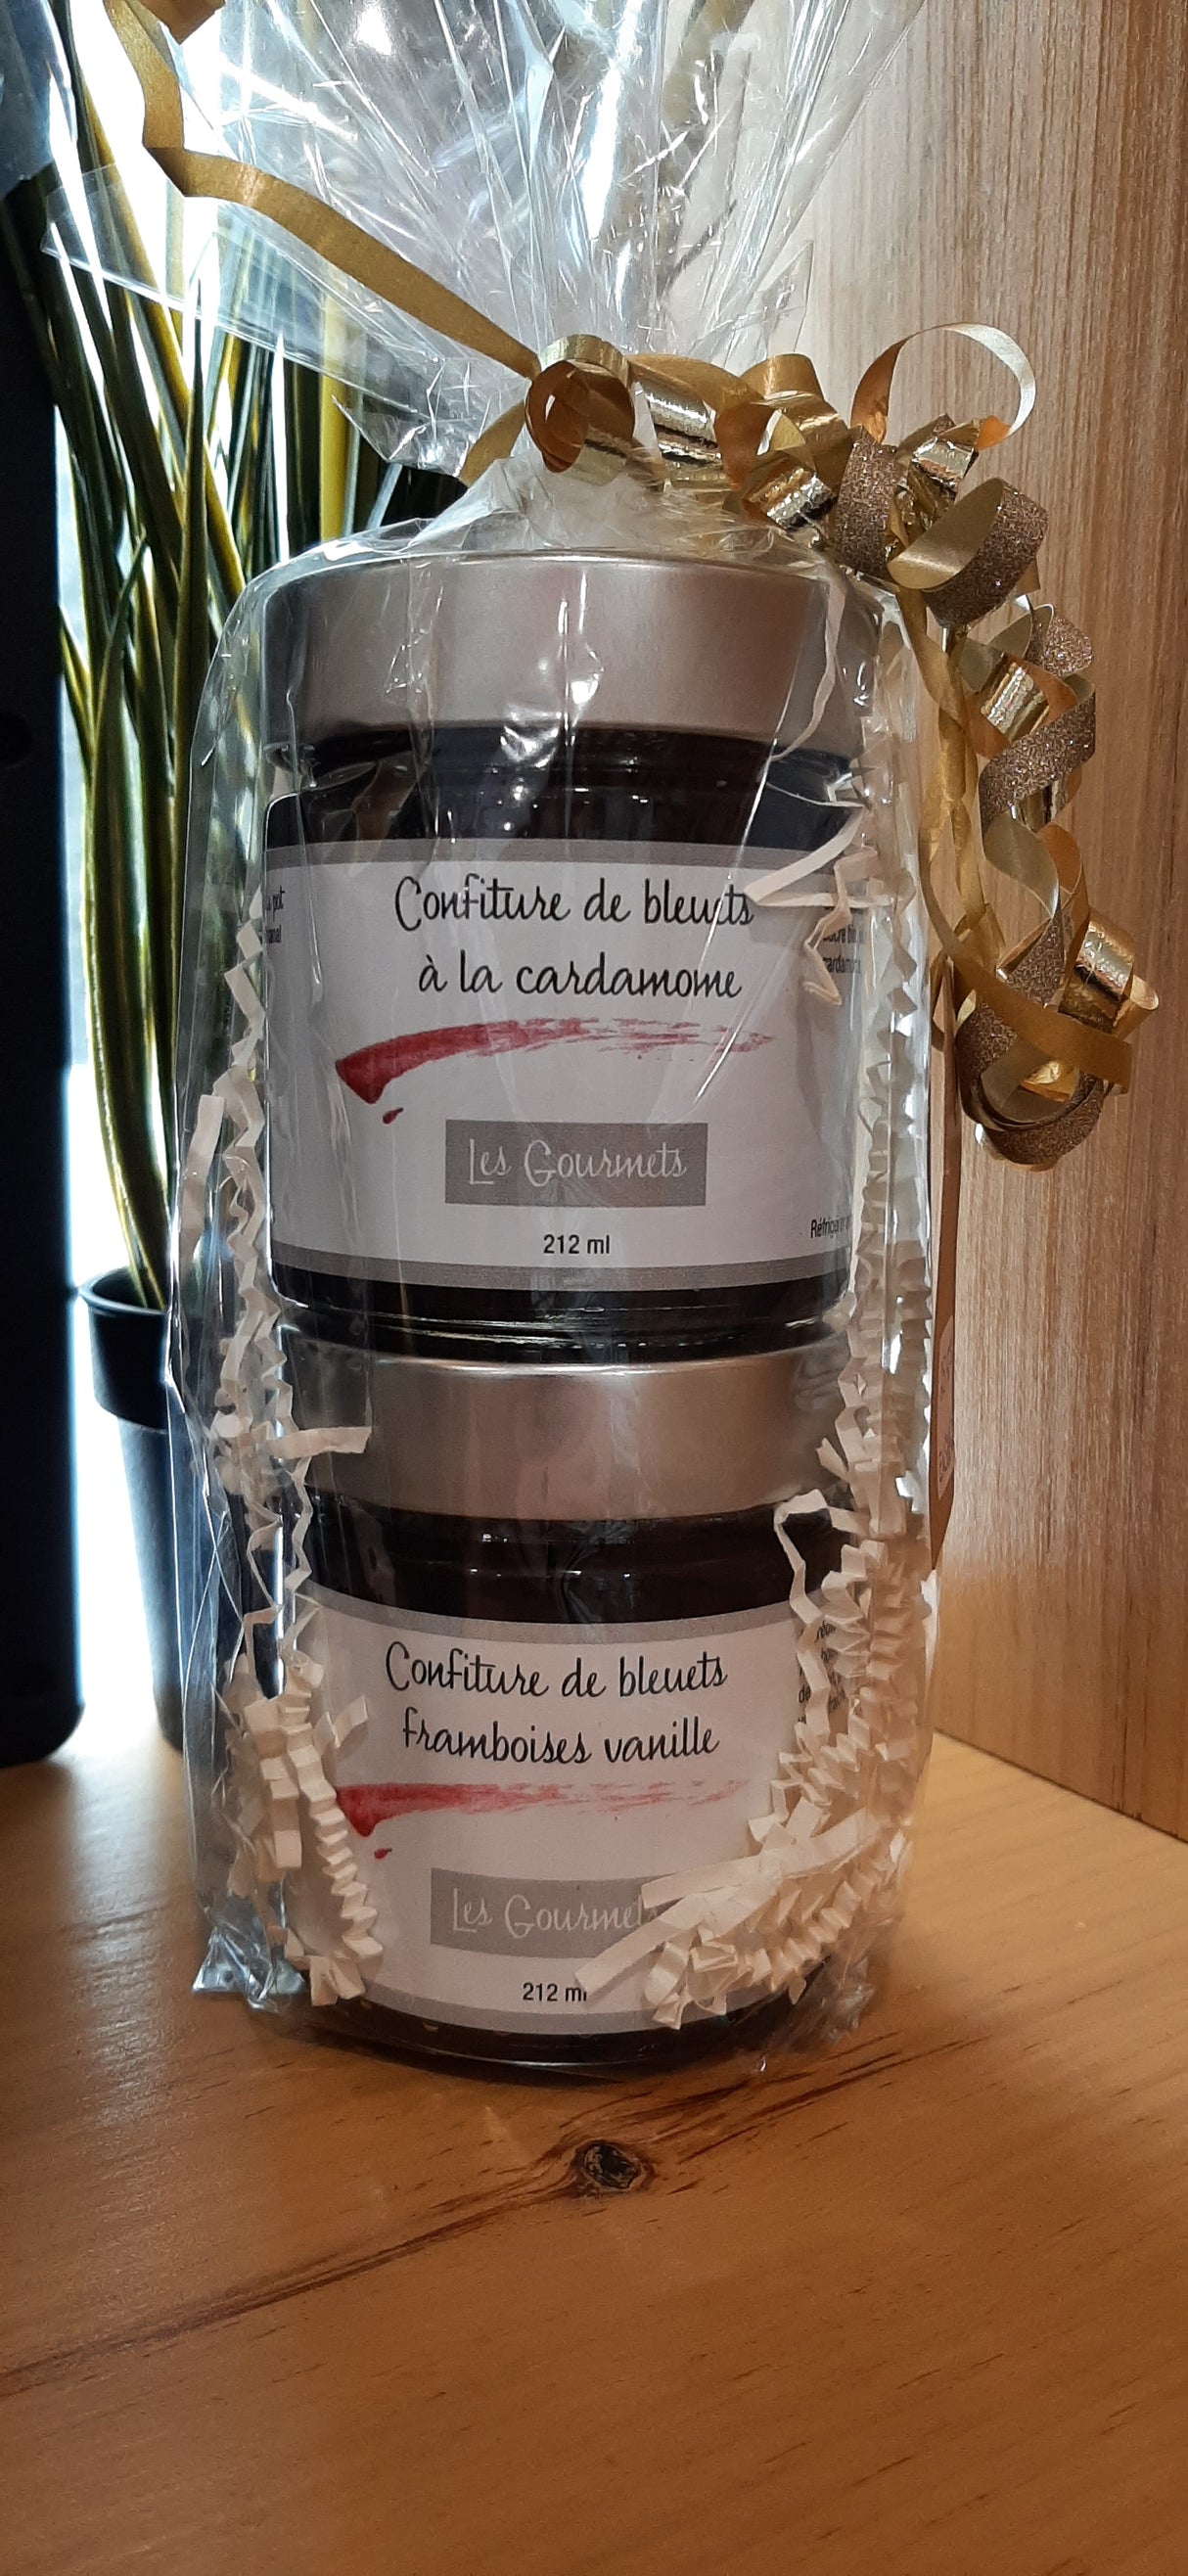 Confiture de bleuets
à la cardamome
Les Gourmets
212 ml
Confiture de bleuets
framboises vanille
Les Gourmets
212 ml